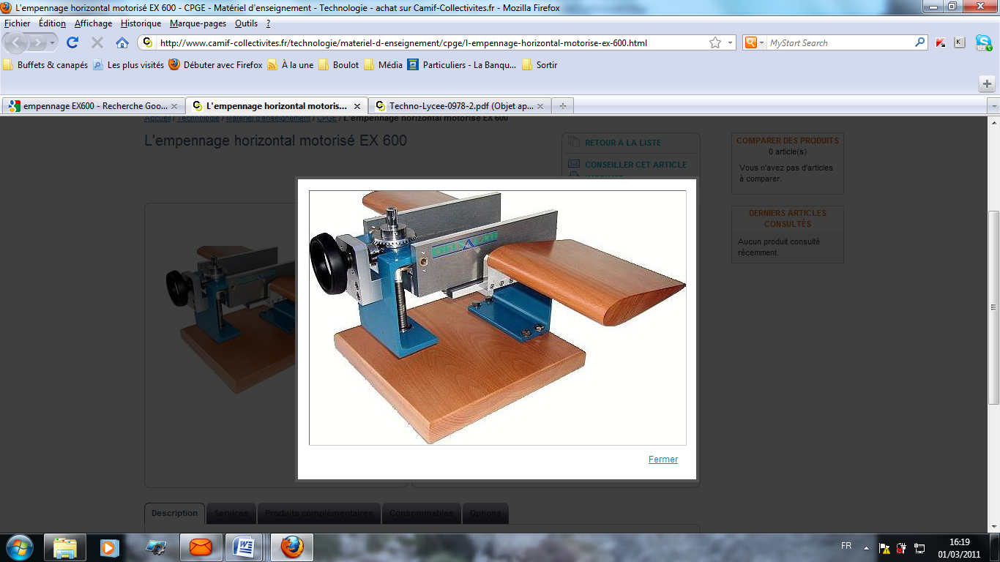 L'empennage horizontal motorisé EX 600 - CPGE - Matériel d'enseignement - Technologie - achat sur Camif-Collectivites.fr - Mozilla Firefox
Fichier Édition Affichage Historique Marque-pages Outils ?
http://www.camif-collectivites.fr/technologie/materiel-d-enseignement/cpge/l-empennage-horizontal-motorise-ex-600.html
MyStart Search
Buffets & canapés Les plus visités Débuter avec Firefox À la une Boulot Média Particuliers - La Banqu... Sortir
empennage EX600 - Recherche Goo... L'empennage horizontal motoris... Techno-Lycee-0978-2.pdf (Objet ap...
Accueil / Technologie / Matériel d'enseignement / CPGE / L'empennage horizontal motorisé EX 600
L'empennage horizontal motorisé EX 600
RETOUR A LA LISTE
CONSEILLER CET ARTICLE
COMPARER DES PRODUITS
0 article(s)
Vous n'avez pas d'articles
à comparer.
DERNIERS ARTICLES
CONSULTÉS
Aucun produit consulté
récemment.
Fermer
Description Services Produits complémentaires Consommables Options
FR
16:19
01/03/2011